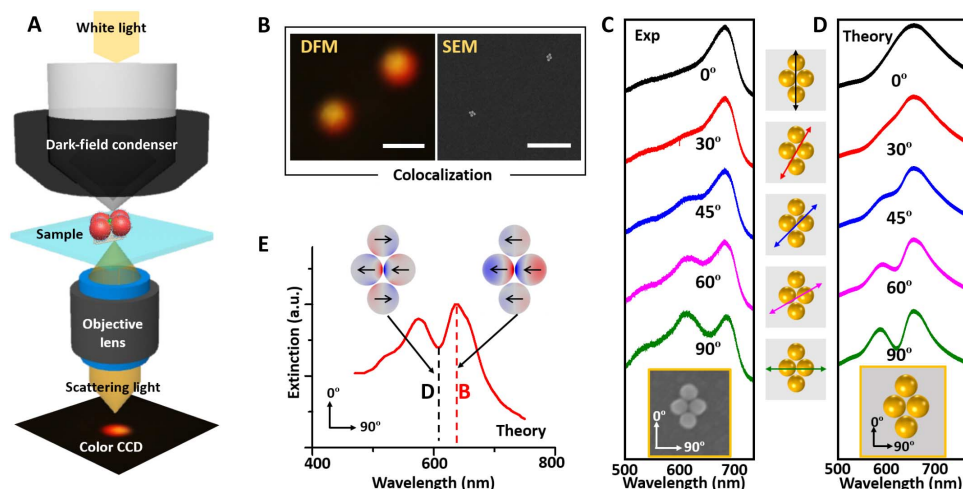 A
White light
Dark-field condenser
Sample
Objective
lens
Scattering light
Color CCD
B
DFM
SEM
Colocalization
E
Extinction (a.u.)
D
B
0°
90°
Theory
400
600
800
Wavelength (nm)
C
Exp
0°
30°
45°
60°
90°
0°
90°
500
600
700
Wavelength (nm)
D
Theory
0°
30°
45°
60°
90°
0°
90°
500
600
700
Wavelength (nm)